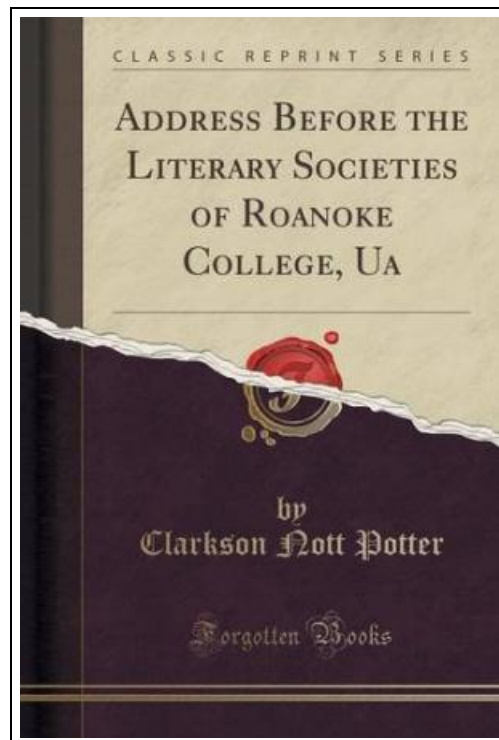 CLASSIC REPRINT SERIES
ADDRESS BEFORE THE
LITERARY SOCIETIES
OF ROANOKE
COLLEGE, UA
by
Clarkson Nott Potter
Forgotten Books